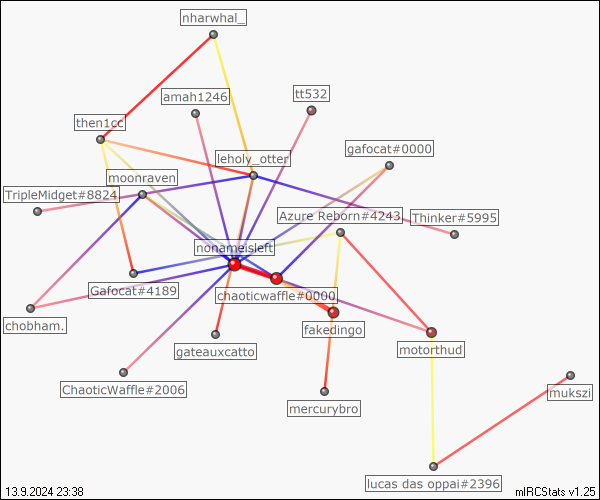 nharwhal_
amah1246
tt532
then1cc
gafocat#0000
leholy_otter
moonraven
TripleMidget#8824
Azure Reborn#4243
Thinker#5995
nonameisleft
Gafocat#4189
chaoticwaffle#0000
chobham.
fakedingo
gateauxcatto
motorthud
ChaoticWaffle#2006
mukszi
mercurybro
lucas das oppai#2396
13.9.2024 23:38
mIRCStats v1.25